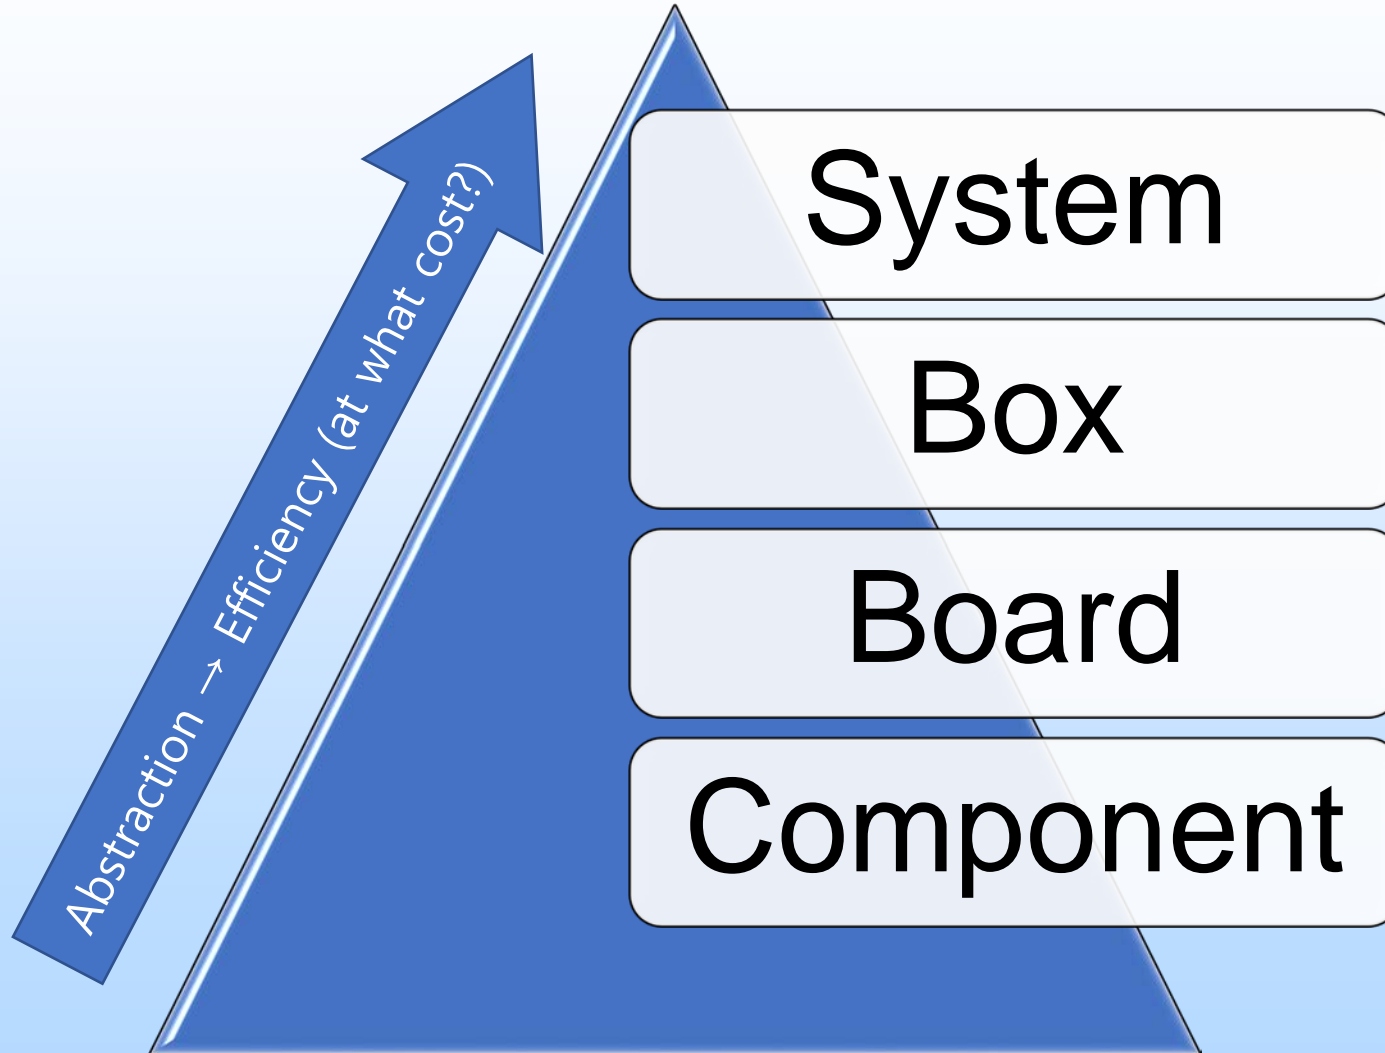 Abstraction → Efficiency (at what cost?)
System
Box
Board
Component